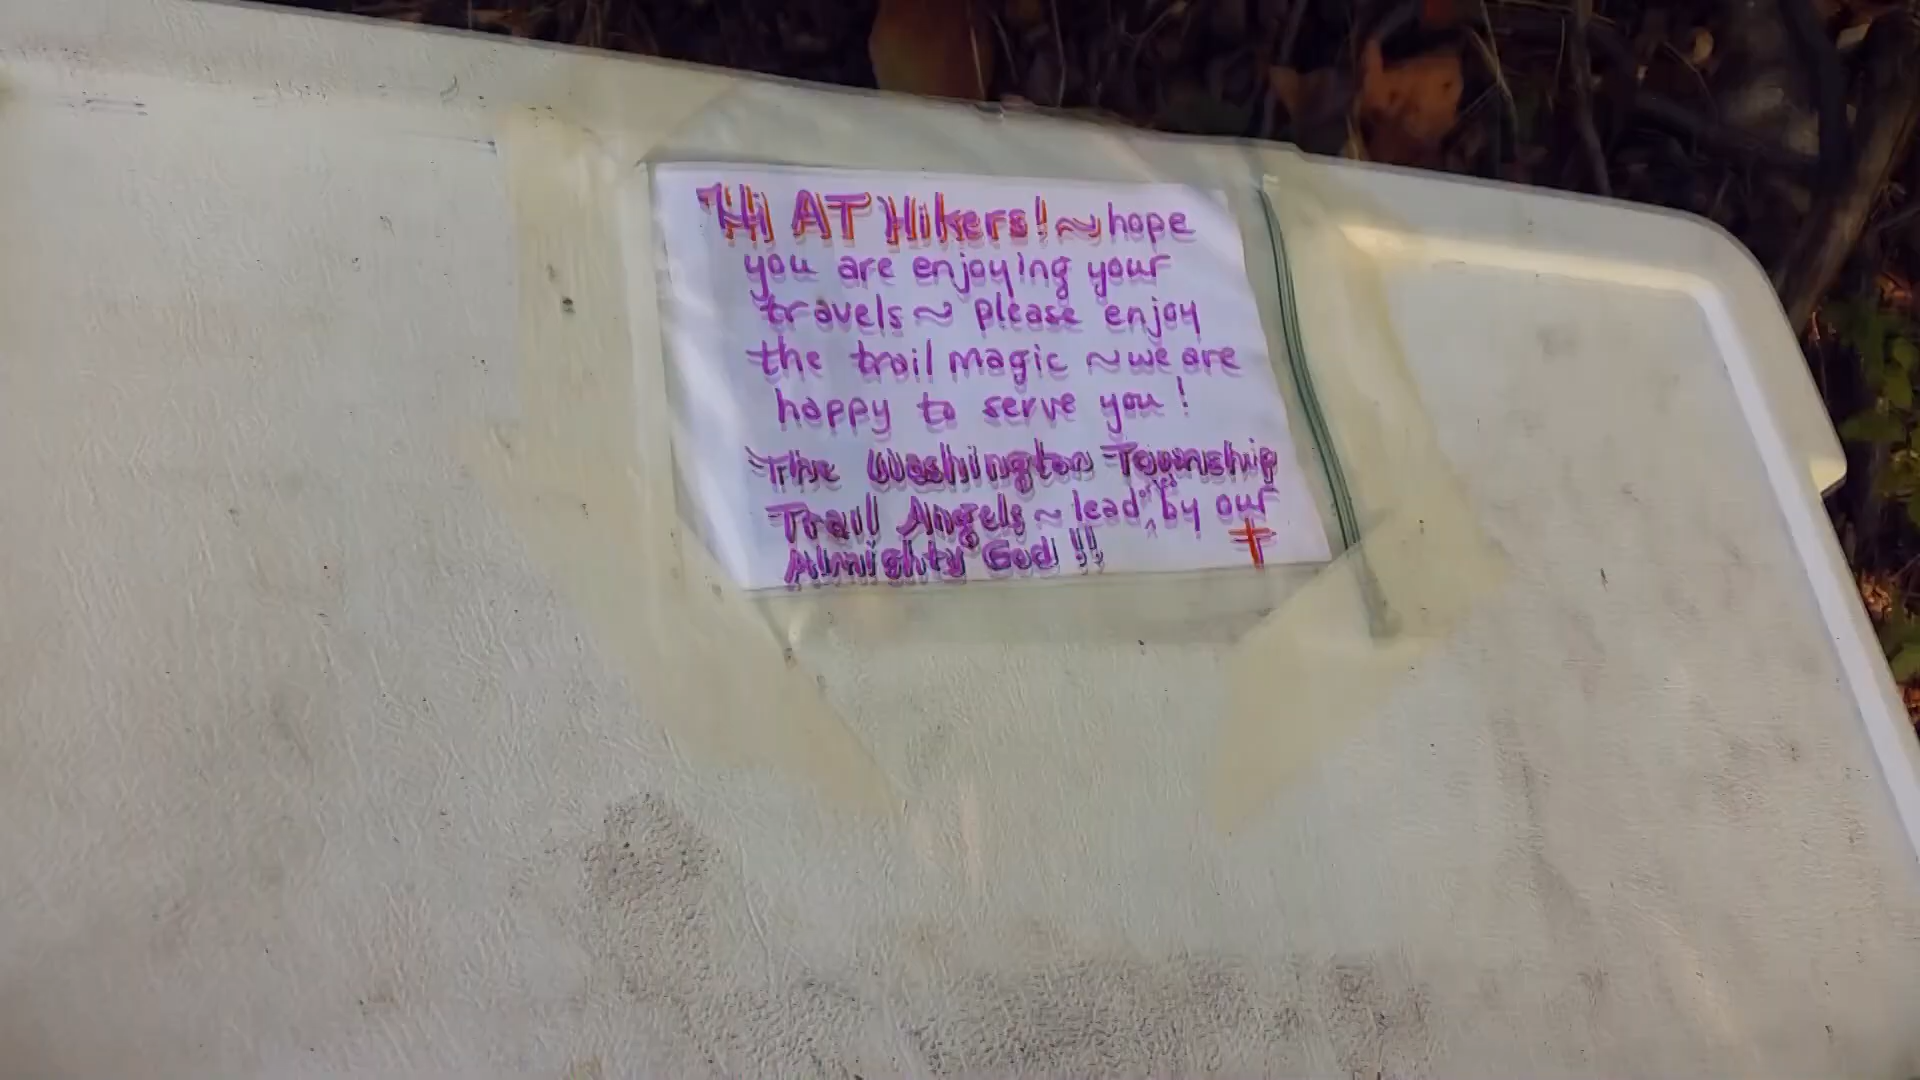 Hi AT Hikers! ~ hope
you are enjoying your
travels ~ please enjoy
the trail magic ~ we are
happy to serve you!
The Washington Township
Trail Angels ~ lead by our
Almighty God !!